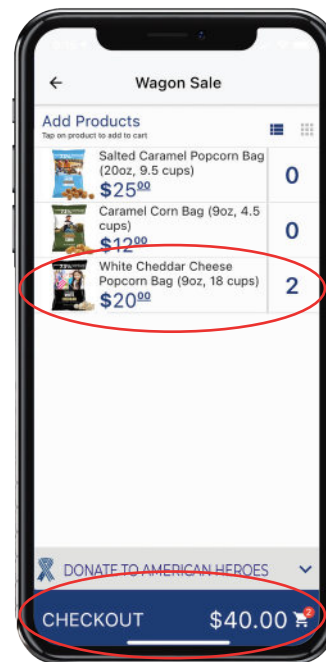 Wagon Sale
Add Products
Tap on product to add to cart
Salted Caramel Popcorn Bag
(20oz, 9.5 cups)
$25⁰⁰
0
Caramel Corn Bag (9oz, 4.5
cups)
$12⁰⁰
0
White Cheddar Cheese
Popcorn Bag (9oz, 18 cups)
$20⁰⁰
2
DONATE TO AMERICAN HEROES
CHECKOUT $40.00 2